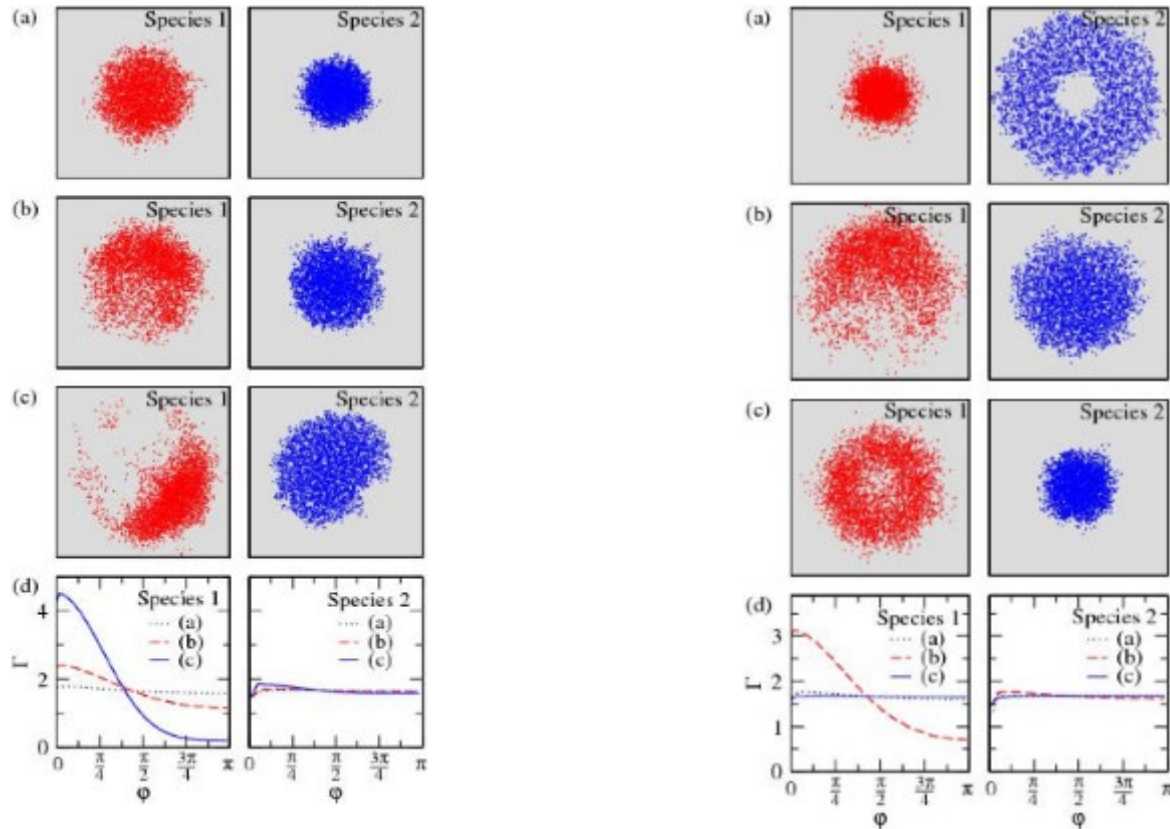 (a) Species 1 Species 2
(b) Species 1 Species 2
(c) Species 1 Species 2
(d) Species 1 Species 2
(a) (a)
4 (b) (b)
(c) (c)
Γ
2
0
0 π/4 π/2 3π/4 π π/4 π/2 3π/4 π
φ φ
(a) Species 1 Species 2
(b) Species 1 Species 2
(c) Species 1 Species 2
(d) Species 1 Species 2
3 (a) (a)
(b) (b)
(c) (c)
Γ 2
1
0
0 π/4 π/2 3π/4 π π/4 π/2 3π/4 π
φ φ